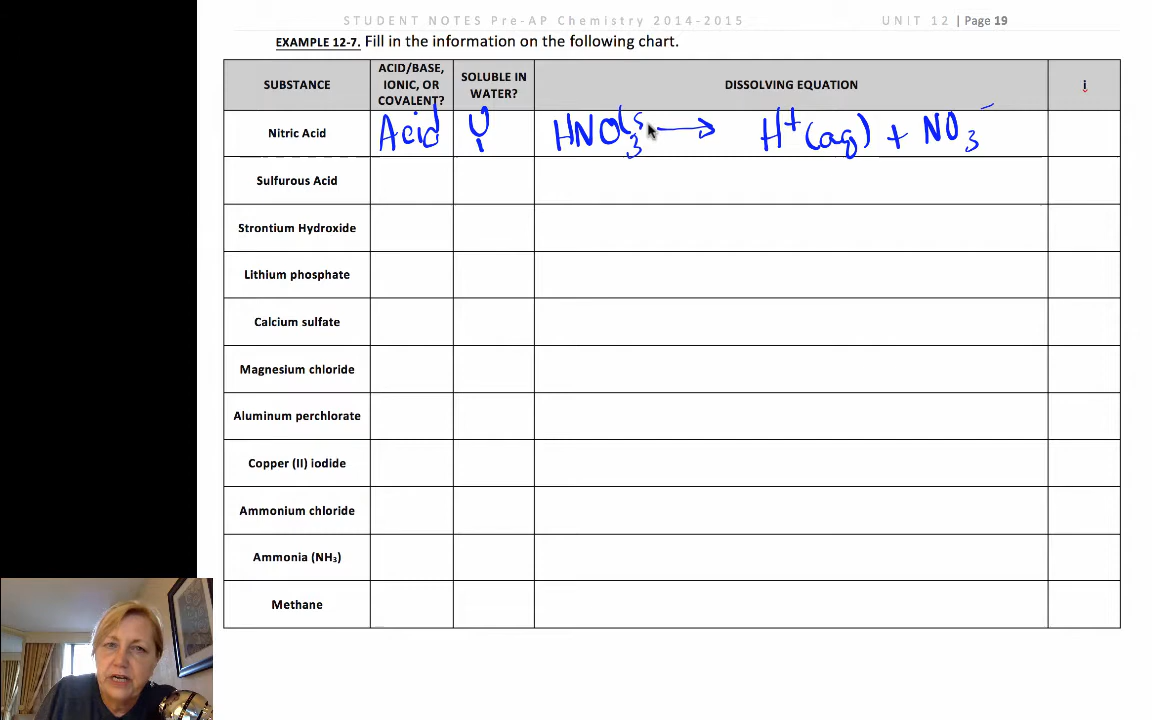 STUDENT NOTES Pre-AP Chemistry 2014-2015 UNIT 12 | Page 19
EXAMPLE 12-7. Fill in the information on the following chart.
SUBSTANCE ACID/BASE, IONIC, OR COVALENT? SOLUBLE IN WATER? DISSOLVING EQUATION i
Nitric Acid Acid Y HNO₃(s → H⁺(aq) + NO₃⁻
Sulfurous Acid
Strontium Hydroxide
Lithium phosphate
Calcium sulfate
Magnesium chloride
Aluminum perchlorate
Copper (II) iodide
Ammonium chloride
Ammonia (NH₃)
Methane